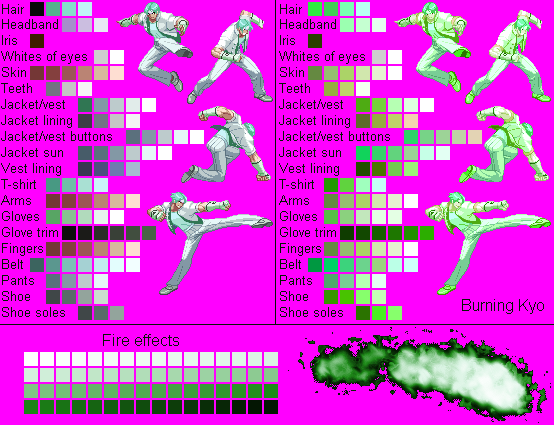 Hair
Headband
Iris
Whites of eyes
Skin
Teeth
Jacket/vest
Jacket lining
Jacket/vest buttons
Jacket sun
Vest lining
T-shirt
Arms
Gloves
Glove trim
Fingers
Belt
Pants
Shoe
Shoe soles
Hair
Headband
Iris
Whites of eyes
Skin
Teeth
Jacket/vest
Jacket lining
Jacket/vest buttons
Jacket sun
Vest lining
T-shirt
Arms
Gloves
Glove trim
Fingers
Belt
Pants
Shoe
Shoe soles
Burning Kyo
Fire effects